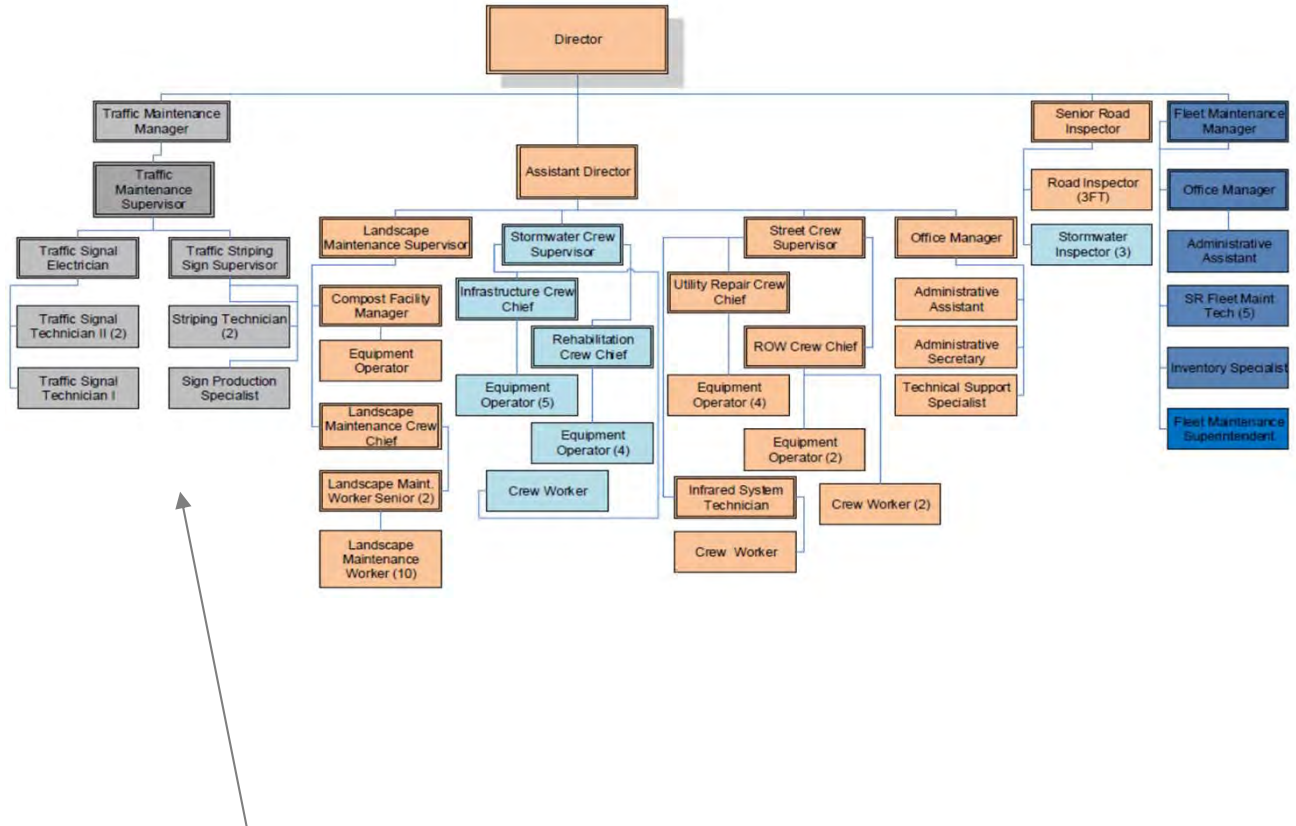 Director
Traffic Maintenance
Manager
Senior Road
Inspector
Fleet Maintenance
Manager
Assistant Director
Traffic
Maintenance
Supervisor
Road Inspector
(3FT)
Office Manager
Landscape
Maintenance Supervisor
Stormwater Crew
Supervisor
Street Crew
Supervisor
Office Manager
Stormwater
Inspector (3)
Administrative
Assistant
Traffic Signal
Electrician
Traffic Striping
Sign Supervisor
Compost Facility
Manager
Infrastructure Crew
Chief
Utility Repair Crew
Chief
Administrative
Assistant
SR Fleet Maint
Tech (5)
Traffic Signal
Technician II (2)
Striping Technician
(2)
Equipment
Operator
Rehabilitation
Crew Chief
ROW Crew Chief
Administrative
Secretary
Inventory Specialist
Traffic Signal
Technician I
Sign Production
Specialist
Equipment
Operator (5)
Equipment
Operator (4)
Technical Support
Specialist
Landscape
Maintenance Crew
Chief
Equipment
Operator (4)
Equipment
Operator (2)
Fleet Maintenance
Superintendent
Landscape Maint.
Worker Senior (2)
Crew Worker
Infrared System
Technician
Crew Worker (2)
Landscape
Maintenance
Worker (10)
Crew Worker